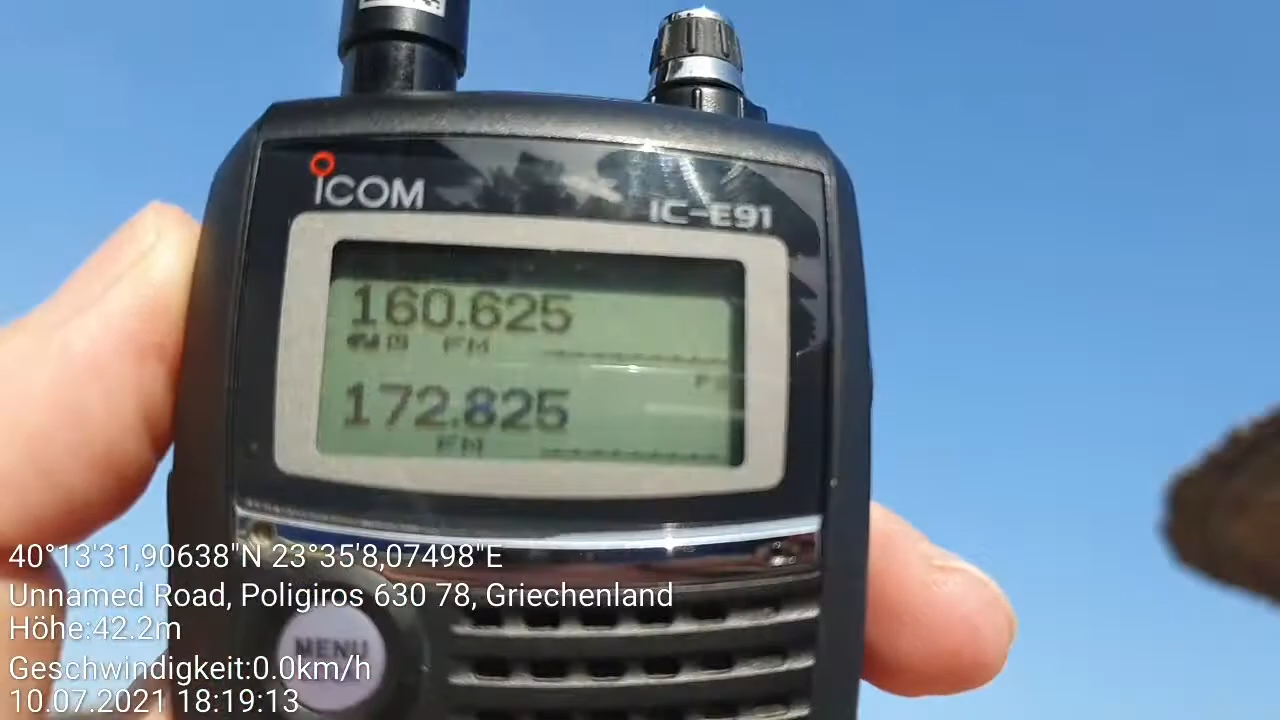 ICOM
IC-E91
160.625
FM
172.825
FM
MENU
40°13'31,90638"N 23°35'8,07498"E
Unnamed Road, Poligiros 630 78, Griechenland
Höhe:42.2m
Geschwindigkeit:0.0km/h
10.07.2021 18:19:13